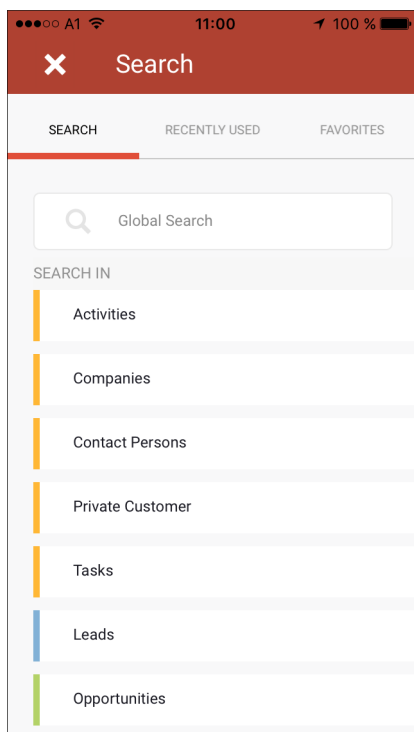 A1 11:00 100 %
Search
SEARCH RECENTLY USED FAVORITES
Global Search
SEARCH IN
Activities
Companies
Contact Persons
Private Customer
Tasks
Leads
Opportunities